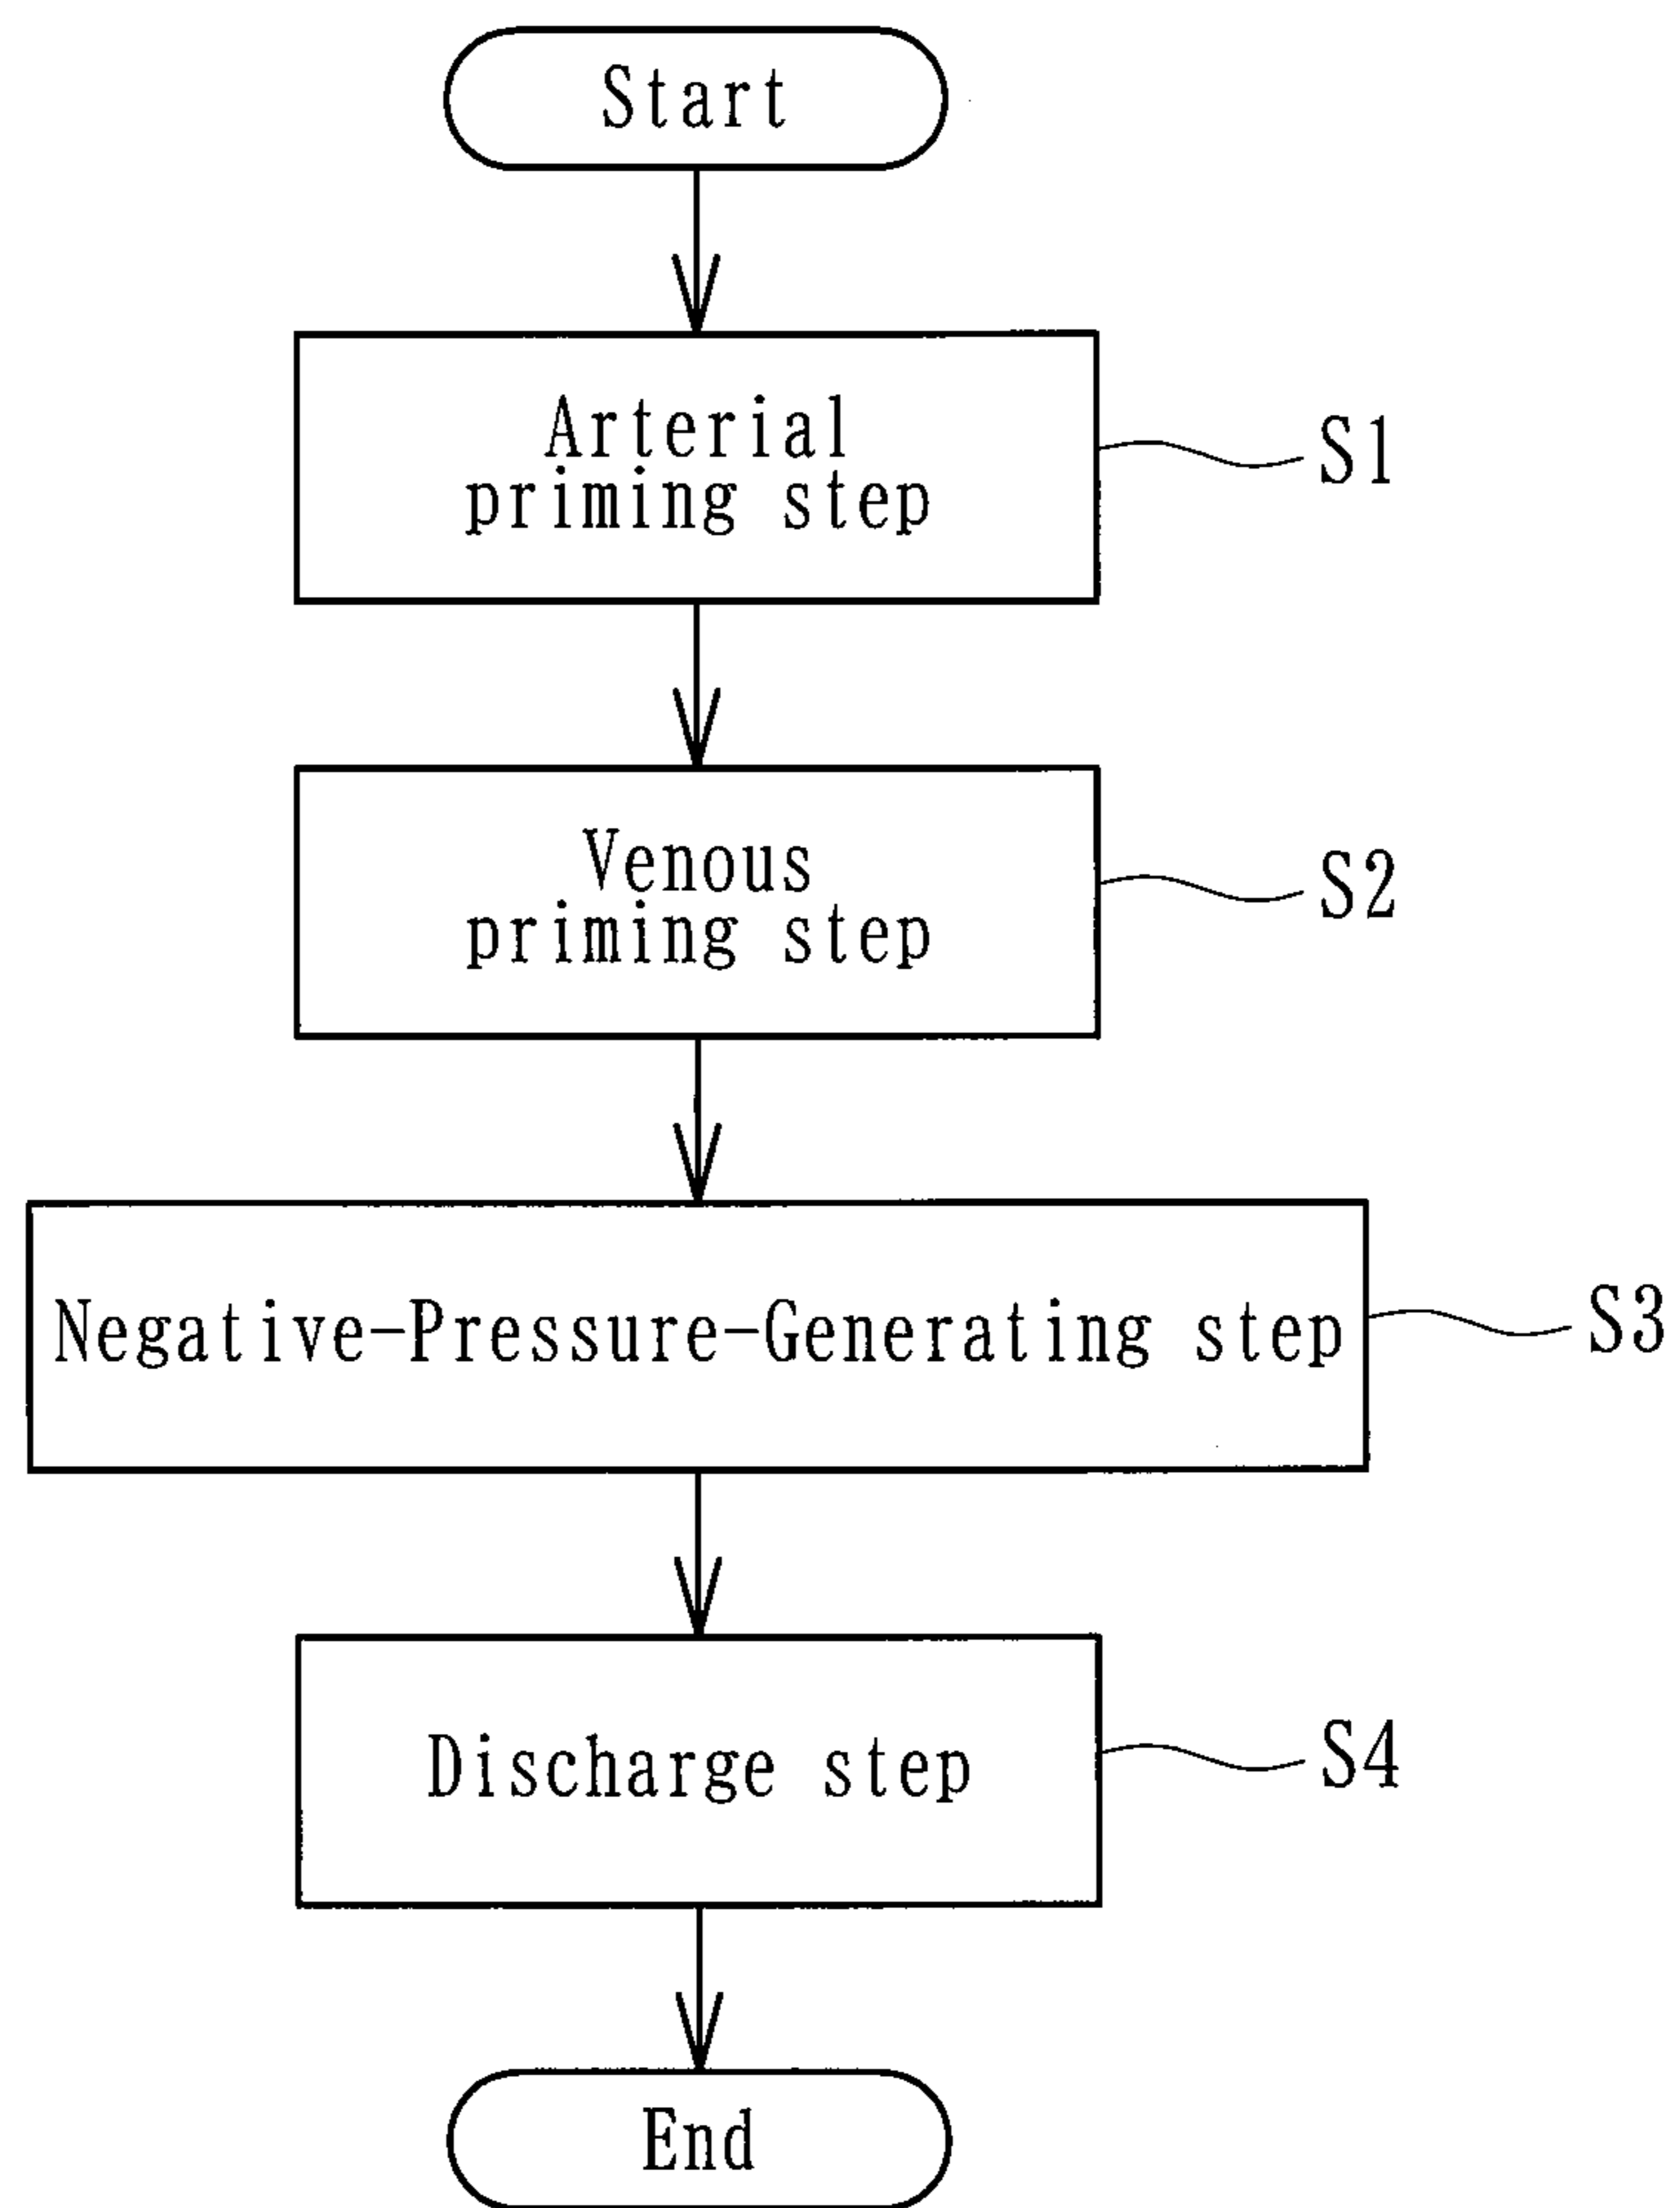 Start
Arterial
priming step
S1
Venous
priming step
S2
Negative-Pressure-Generating step
S3
Discharge step
S4
End